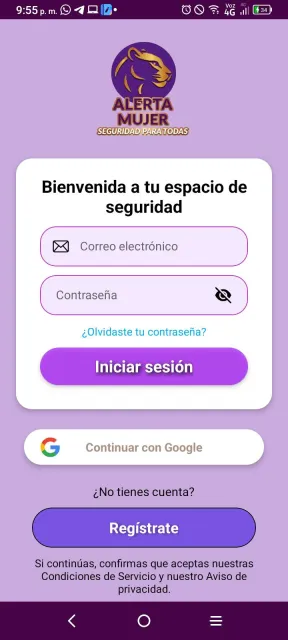 9:55 p. m.
Voz
4G
34
ALERTA
MUJER
SEGURIDAD PARA TODAS
Bienvenida a tu espacio de
seguridad
Correo electrónico
Contraseña
¿Olvidaste tu contraseña?
Iniciar sesión
Continuar con Google
¿No tienes cuenta?
Regístrate
Si continúas, confirmas que aceptas nuestras
Condiciones de Servicio y nuestro Aviso de
privacidad.